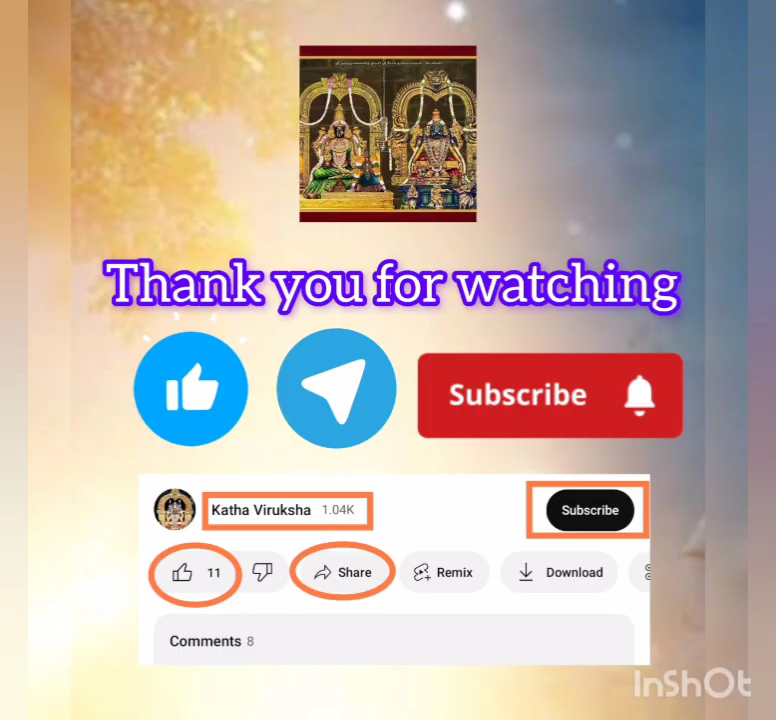 Thank you for watching
Subscribe
Katha Viruksha 1.04K
Subscribe
11
Share
Remix
Download
Comments 8
InShOt